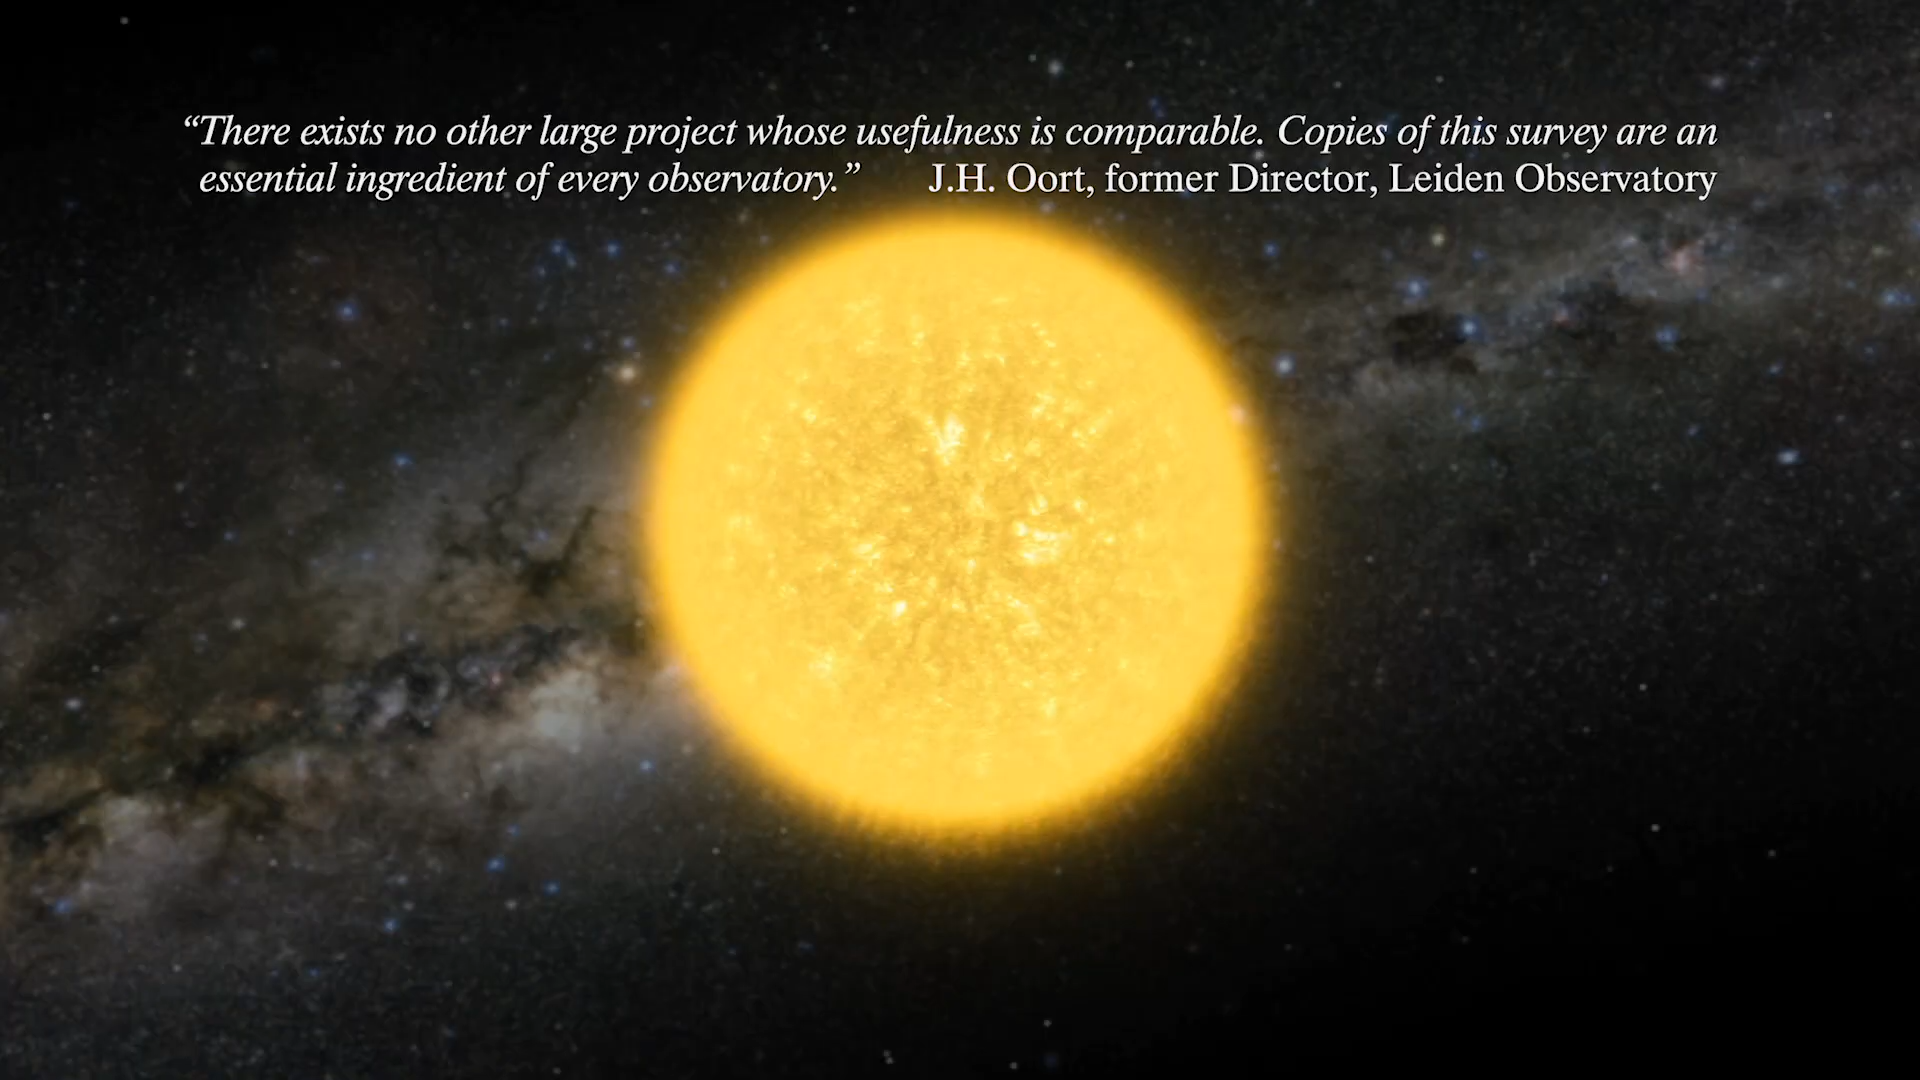 “There exists no other large project whose usefulness is comparable. Copies of this survey are an
essential ingredient of every observatory.” J.H. Oort, former Director, Leiden Observatory